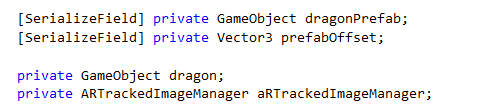 [SerializeField] private GameObject dragonPrefab;
[SerializeField] private Vector3 prefabOffset;
private GameObject dragon;
private ARTrackedImageManager aRTrackedImageManager;